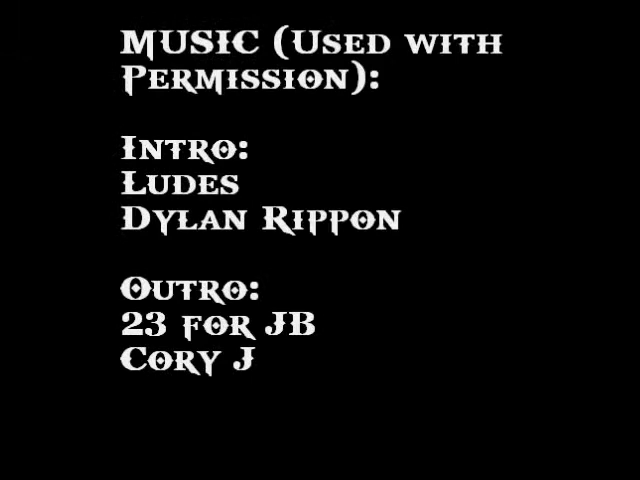 MUSIC (Used with
Permission):
Intro:
Ludes
Dylan Rippon
Outro:
23 for JB
Cory J